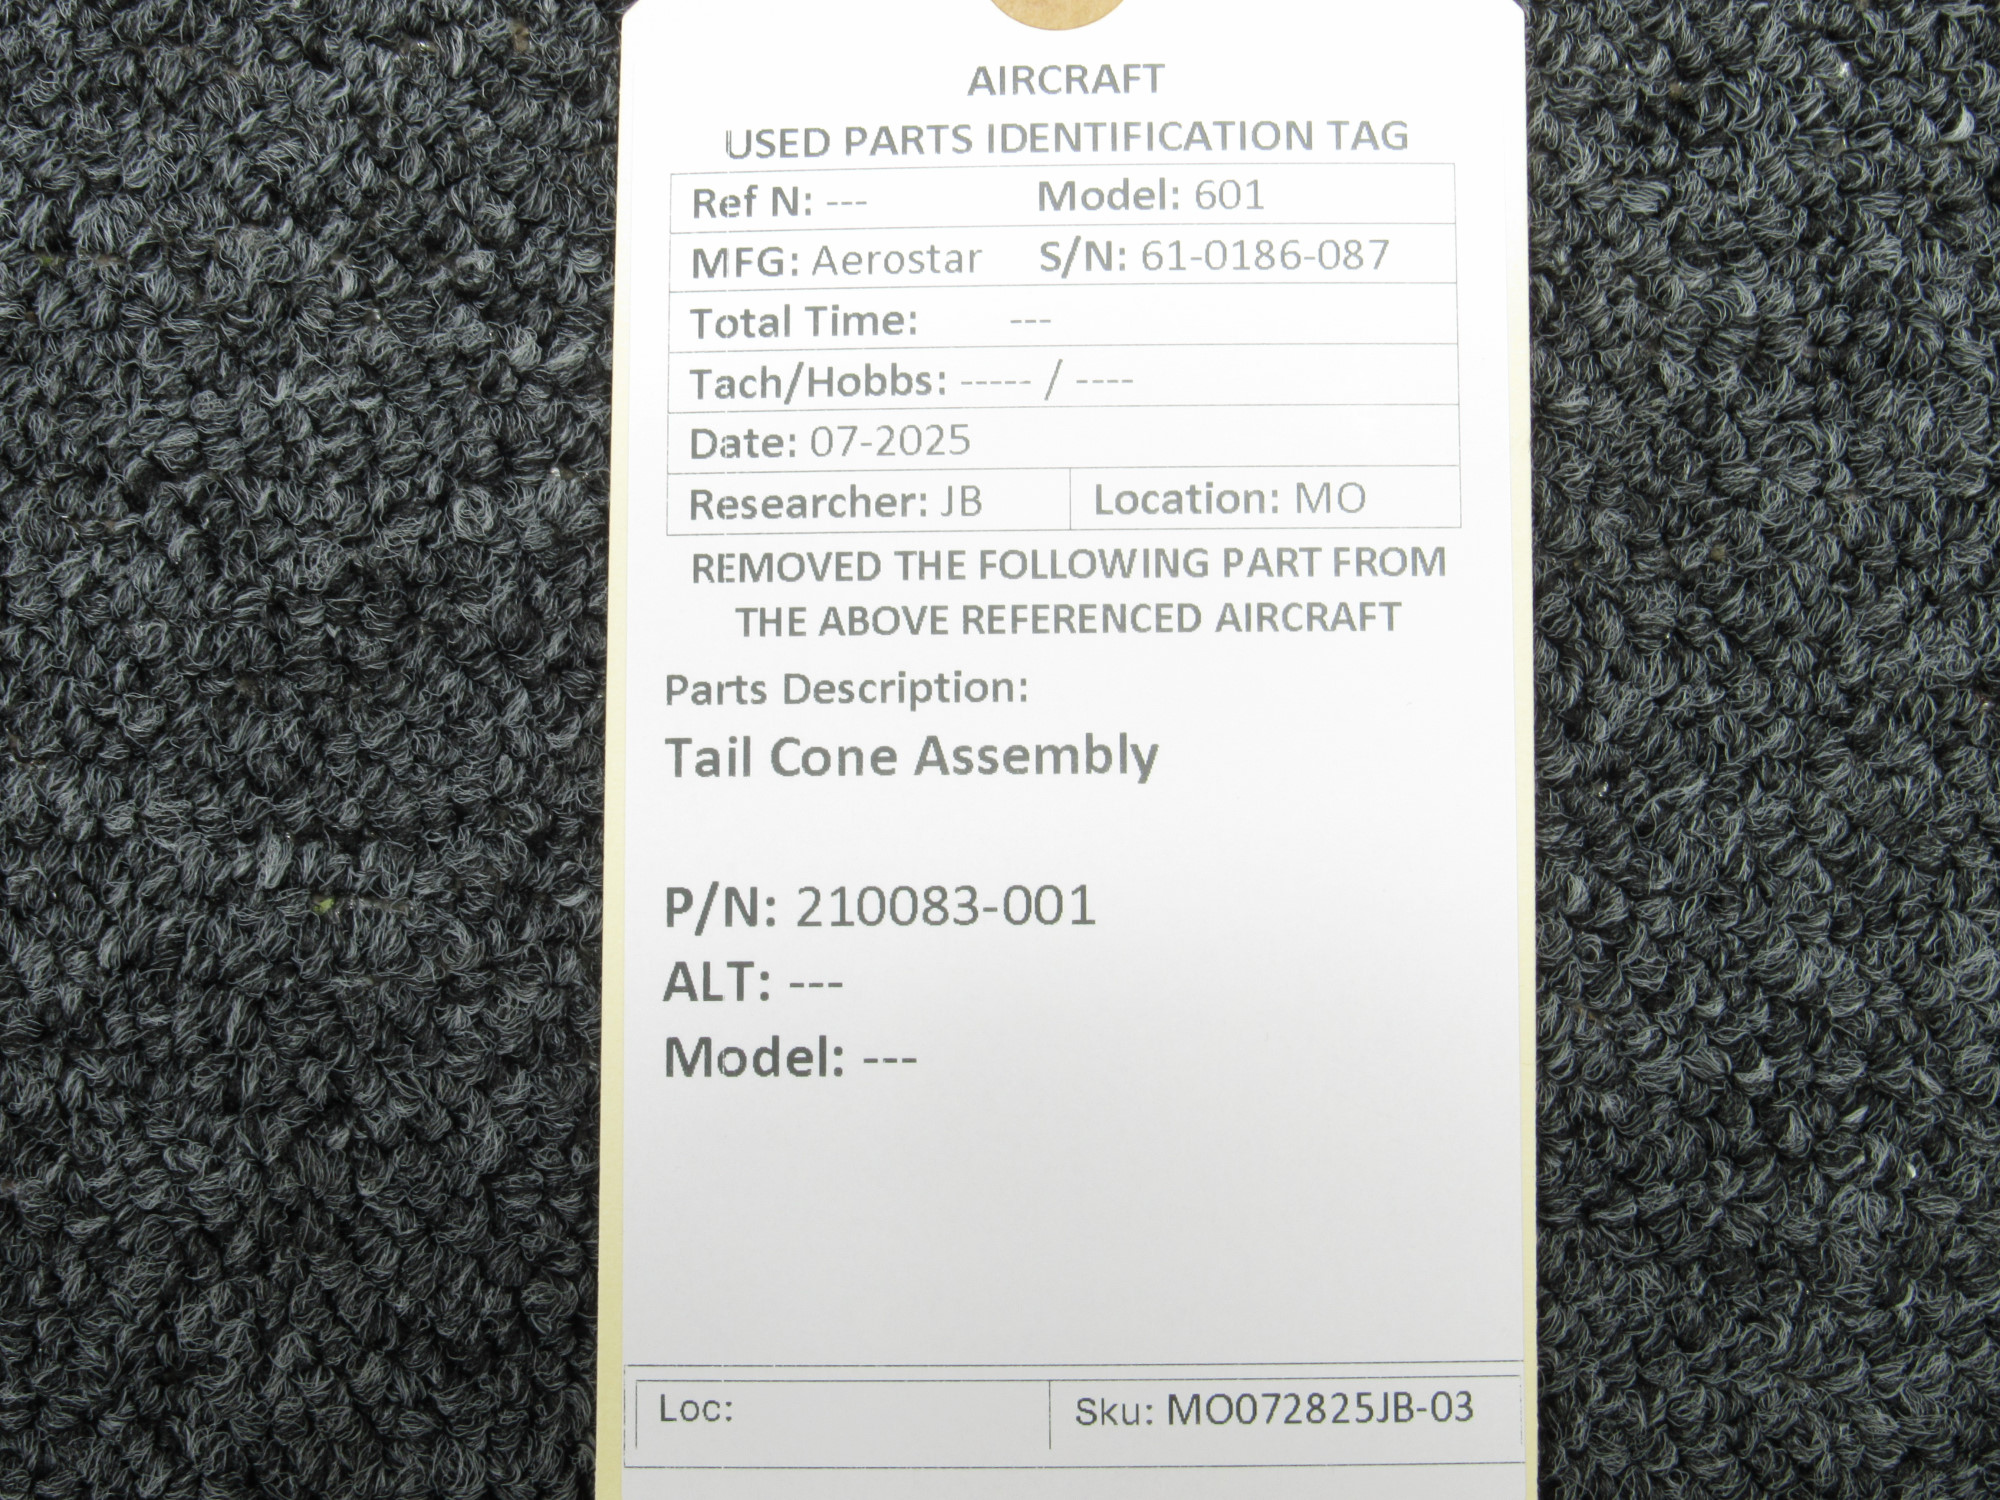 AIRCRAFT
USED PARTS IDENTIFICATION TAG
Ref N: --- Model: 601
MFG: Aerostar S/N: 61-0186-087
Total Time: ---
Tach/Hobbs: ----- / ----
Date: 07-2025
Researcher: JB Location: MO
REMOVED THE FOLLOWING PART FROM
THE ABOVE REFERENCED AIRCRAFT
Parts Description:
Tail Cone Assembly
P/N: 210083-001
ALT: ---
Model: ---
Loc: Sku: MO072825JB-03